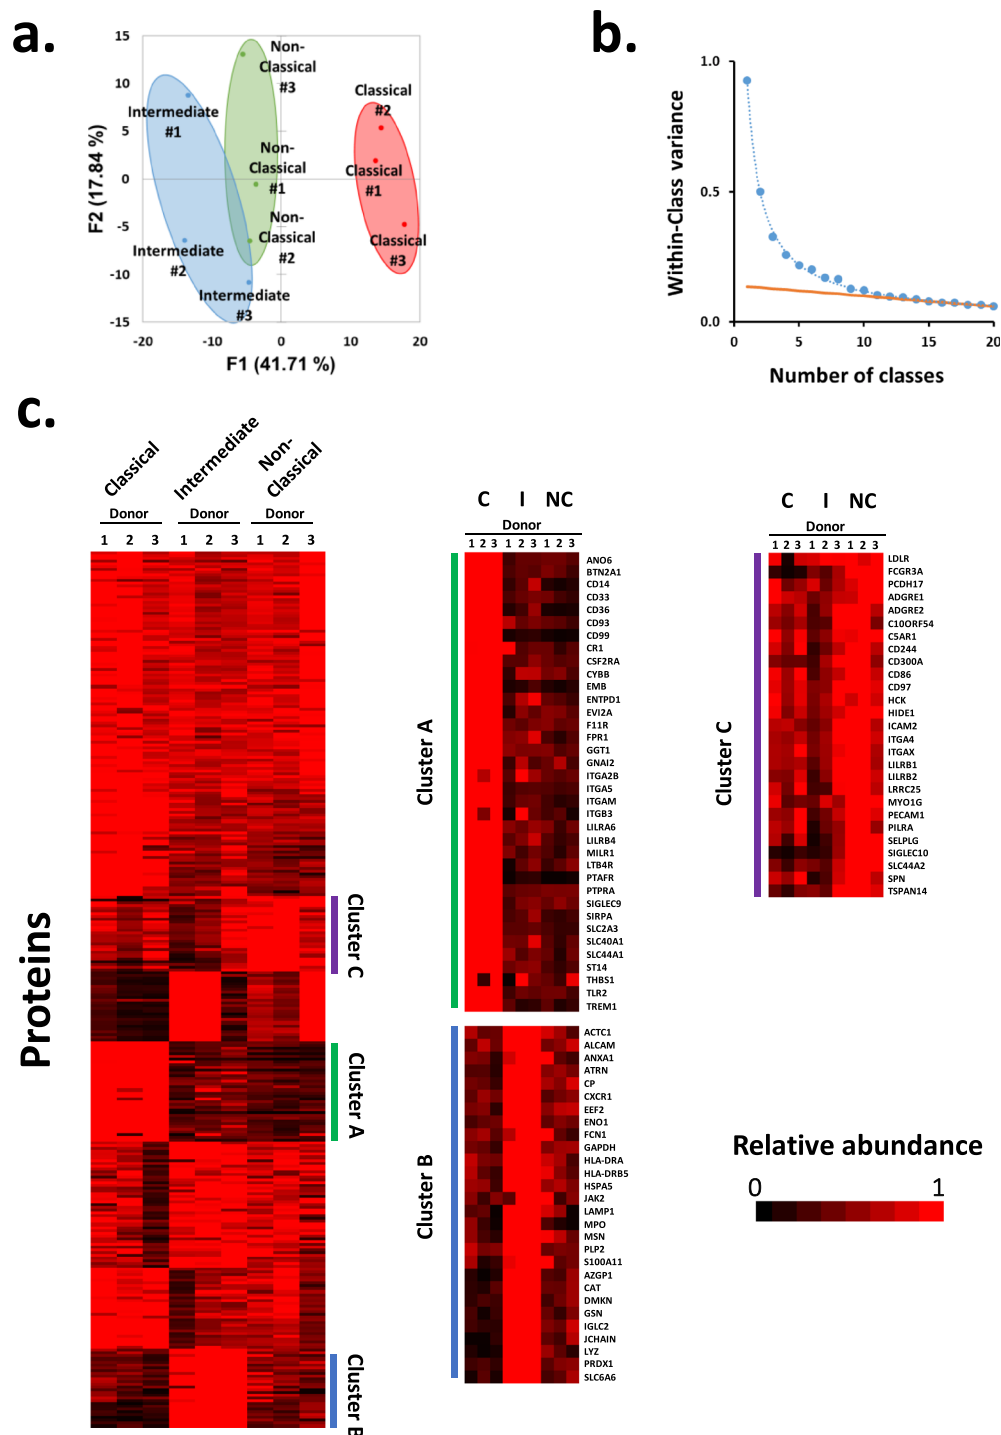 a.
15
10
5
0
-5
-10
-15
-20
-10
0
10
20
F2 (17.84 %)
F1 (41.71 %)
Intermediate
#1
Intermediate
#2
Intermediate
#3
Non-
Classical
#3
Non-
Classical
#1
Non-
Classical
#2
Classical
#2
Classical
#1
Classical
#3
b.
1.0
0.5
0.0
0
5
10
15
20
Within-Class variance
Number of classes
c.
Classical
Intermediate
Non-
Classical
Donor
Donor
Donor
1 2 3
1 2 3
1 2 3
Proteins
Cluster C
Cluster A
Cluster B
C I NC
Donor
1 2 3 1 2 3 1 2 3
Cluster A
ANO6
BTN2A1
CD14
CD33
CD36
CD93
CD99
CR1
CSF2RA
CYBB
EMB
ENTPD1
EVI2A
F11R
FPR1
GGT1
GNAI2
ITGA2B
ITGA5
ITGAM
ITGB3
LILRA6
LILRB4
MILR1
LTB4R
PTAFR
PTPRA
SIGLEC9
SIRPA
SLC2A3
SLC40A1
SLC44A1
ST14
THBS1
TLR2
TREM1
Cluster B
ACTC1
ALCAM
ANXA1
ATRN
CP
CXCR1
EEF2
ENO1
FCN1
GAPDH
HLA-DRA
HLA-DRB5
HSPA5
JAK2
LAMP1
MPO
MSN
PLP2
S100A11
AZGP1
CAT
DMKN
GSN
IGLC2
JCHAIN
LYZ
PRDX1
SLC6A6
C I NC
Donor
1 2 3 1 2 3 1 2 3
Cluster C
LDLR
FCGR3A
PCDH17
ADGRE1
ADGRE2
C10ORF54
C5AR1
CD244
CD300A
CD86
CD97
HCK
HIDE1
ICAM2
ITGA4
ITGAX
LILRB1
LILRB2
LRRC25
MYO1G
PECAM1
PILRA
SELPLG
SIGLEC10
SLC44A2
SPN
TSPAN14
Relative abundance
0 1